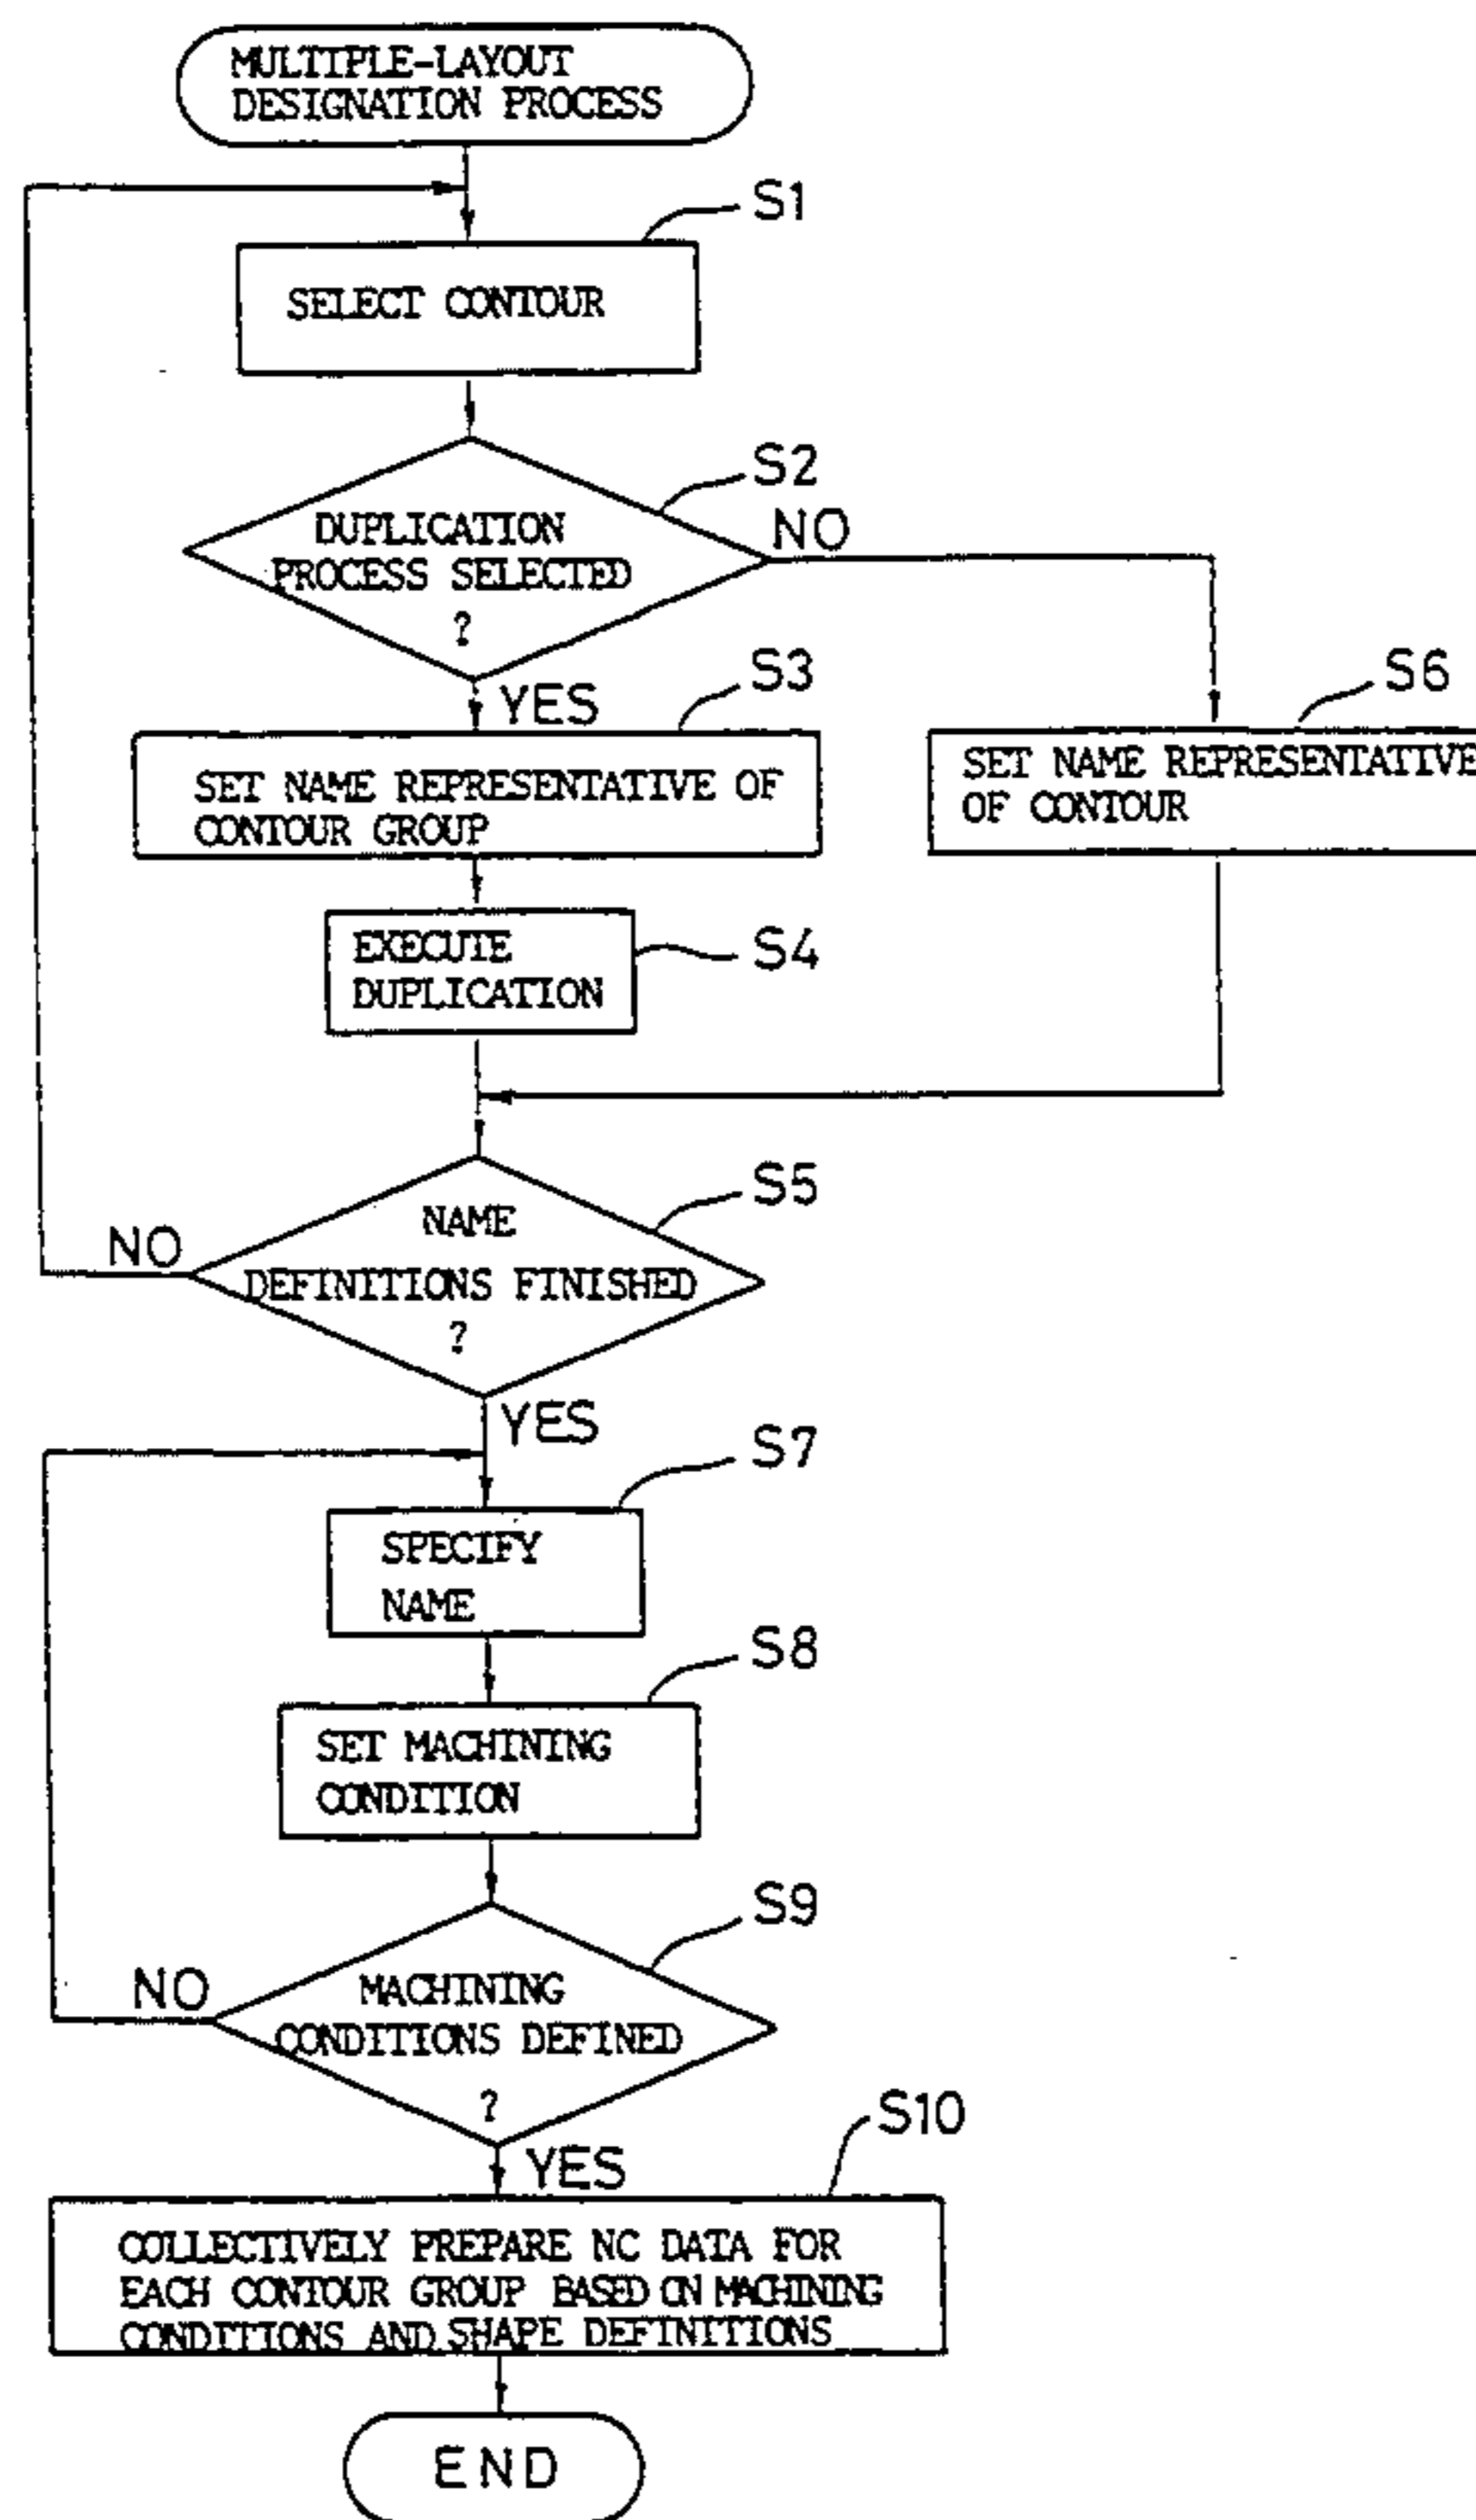 MULTIPLE-LAYOUT
DESIGNATION PROCESS
S1
SELECT CONTOUR
S2
DUPLICATION
PROCESS SELECTED
?
NO
YES
S3
SET NAME REPRESENTATIVE OF
CONTOUR GROUP
S6
SET NAME REPRESENTATIVE
OF CONTOUR
EXECUTE
DUPLICATION
S4
S5
NAME
DEFINITIONS FINISHED
?
NO
YES
S7
SPECIFY
NAME
S8
SET MACHINING
CONDITION
S9
MACHINING
CONDITIONS DEFINED
?
NO
YES
S10
COLLECTIVELY PREPARE NC DATA FOR
EACH CONTOUR GROUP BASED ON MACHINING
CONDITIONS AND SHAPE DEFINITIONS
END